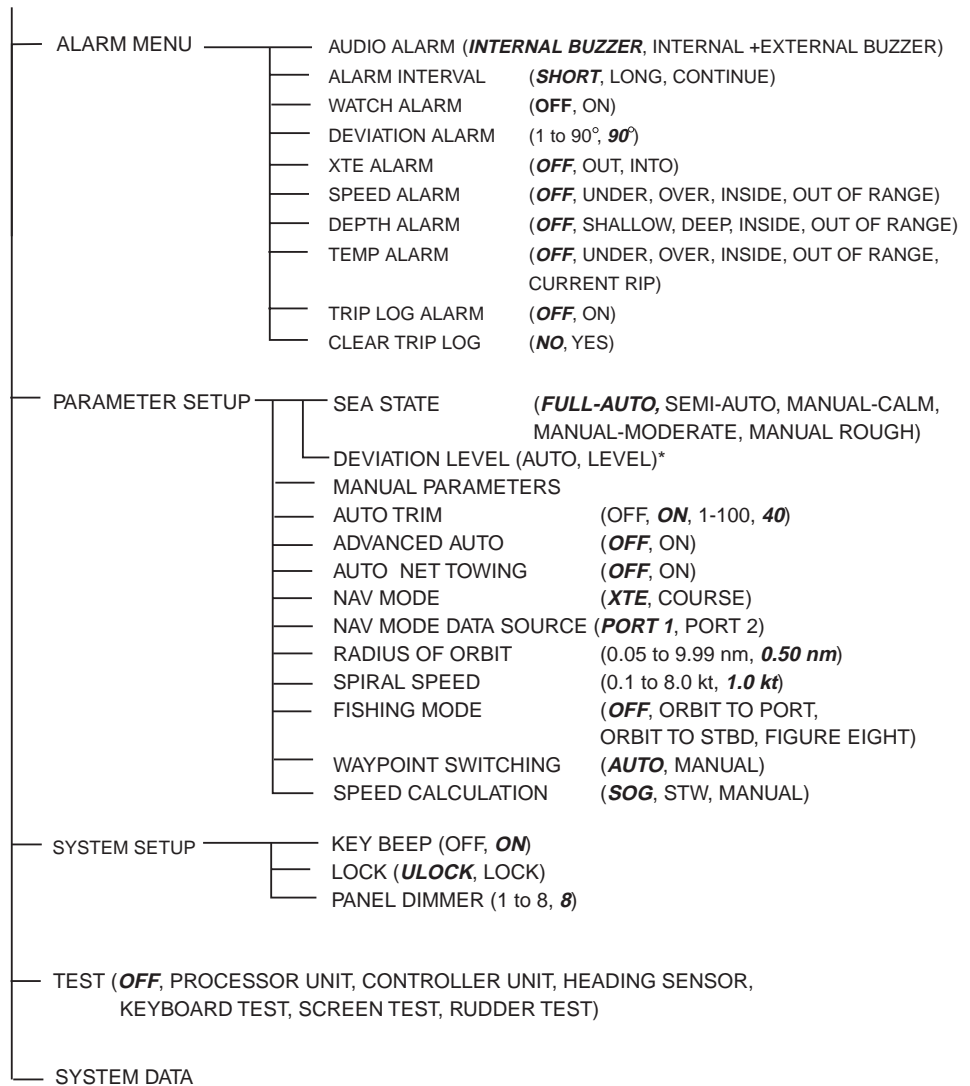 ALARM MENU AUDIO ALARM (INTERNAL BUZZER, INTERNAL +EXTERNAL BUZZER)
ALARM INTERVAL (SHORT, LONG, CONTINUE)
WATCH ALARM (OFF, ON)
DEVIATION ALARM (1 to 90°, 90°)
XTE ALARM (OFF, OUT, INTO)
SPEED ALARM (OFF, UNDER, OVER, INSIDE, OUT OF RANGE)
DEPTH ALARM (OFF, SHALLOW, DEEP, INSIDE, OUT OF RANGE)
TEMP ALARM (OFF, UNDER, OVER, INSIDE, OUT OF RANGE,
CURRENT RIP)
TRIP LOG ALARM (OFF, ON)
CLEAR TRIP LOG (NO, YES)
PARAMETER SETUP SEA STATE (FULL-AUTO, SEMI-AUTO, MANUAL-CALM,
MANUAL-MODERATE, MANUAL ROUGH)
DEVIATION LEVEL (AUTO, LEVEL)*
MANUAL PARAMETERS
AUTO TRIM (OFF, ON, 1-100, 40)
ADVANCED AUTO (OFF, ON)
AUTO NET TOWING (OFF, ON)
NAV MODE (XTE, COURSE)
NAV MODE DATA SOURCE (PORT 1, PORT 2)
RADIUS OF ORBIT (0.05 to 9.99 nm, 0.50 nm)
SPIRAL SPEED (0.1 to 8.0 kt, 1.0 kt)
FISHING MODE (OFF, ORBIT TO PORT,
ORBIT TO STBD, FIGURE EIGHT)
WAYPOINT SWITCHING (AUTO, MANUAL)
SPEED CALCULATION (SOG, STW, MANUAL)
SYSTEM SETUP KEY BEEP (OFF, ON)
LOCK (ULOCK, LOCK)
PANEL DIMMER (1 to 8, 8)
TEST (OFF, PROCESSOR UNIT, CONTROLLER UNIT, HEADING SENSOR,
KEYBOARD TEST, SCREEN TEST, RUDDER TEST)
SYSTEM DATA